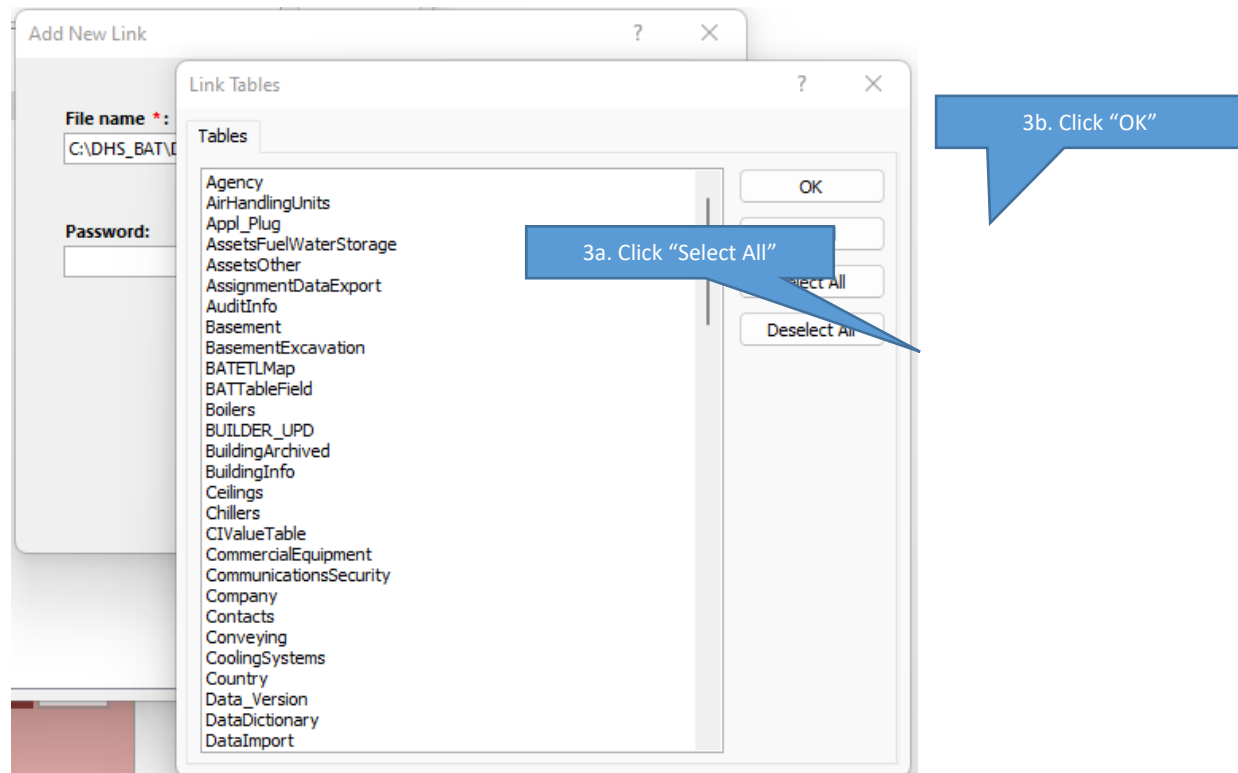 Add New Link
?
Link Tables
?
File name * :
C:\DHS_BAT\
Password:
Tables
Agency
AirHandlingUnits
Appl_Plug
AssetsFuelWaterStorage
AssetsOther
AssignmentDataExport
AuditInfo
Basement
BasementExcavation
BATETLMap
BATTableField
Boilers
BUILDER_UPD
BuildingArchived
BuildingInfo
Ceilings
Chillers
CIValueTable
CommercialEquipment
CommunicationsSecurity
Company
Contacts
Conveying
CoolingSystems
Country
Data_Version
DataDictionary
DataImport
OK
All
Deselect All
3a. Click “Select All”
3b. Click “OK”